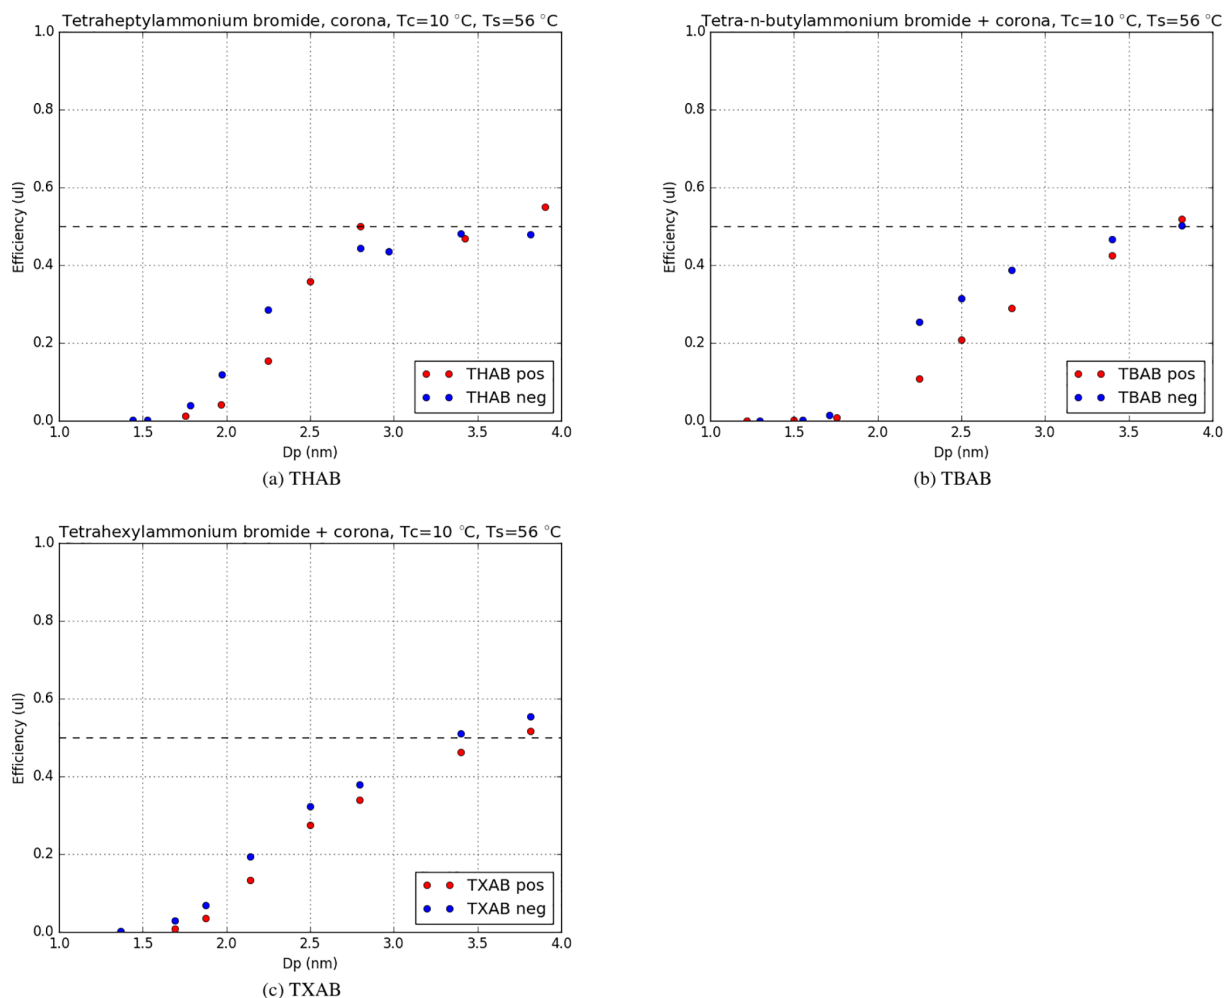 Tetraheptylammonium bromide, corona, Tc=10 °C, Ts=56 °C
1.0
0.8
0.6
0.4
0.2
0.0
Efficiency (ul)
THAB pos
THAB neg
1.0 1.5 2.0 2.5 3.0 3.5 4.0
Dp (nm)
(a) THAB
Tetra-n-butylammonium bromide + corona, Tc=10 °C, Ts=56 °C
1.0
0.8
0.6
0.4
0.2
0.0
Efficiency (ul)
TBAB pos
TBAB neg
1.0 1.5 2.0 2.5 3.0 3.5 4.0
Dp (nm)
(b) TBAB
Tetrahexylammonium bromide + corona, Tc=10 °C, Ts=56 °C
1.0
0.8
0.6
0.4
0.2
0.0
Efficiency (ul)
TXAB pos
TXAB neg
1.0 1.5 2.0 2.5 3.0 3.5 4.0
Dp (nm)
(c) TXAB